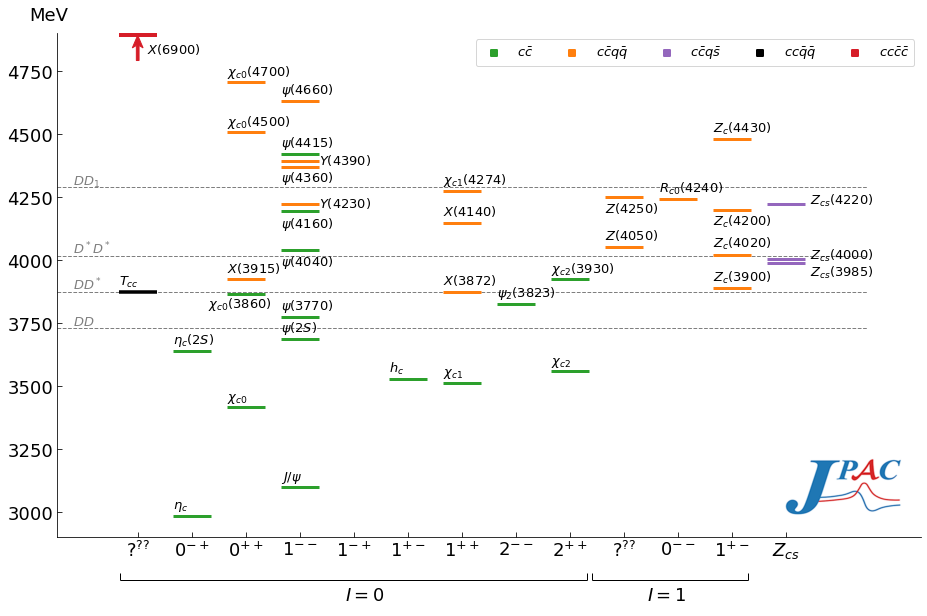 MeV
X(6900)
cc̄ cc̄qq̄ cc̄qs̄ ccq̄q̄ ccc̄c̄
4750
χc0(4700)
ψ(4660)
4500
χc0(4500)
Zc(4430)
ψ(4415)
Y(4390)
ψ(4360)
DD1
χc1(4274)
4250
Rc0(4240)
Y(4230)
Z(4250)
Zcs(4220)
X(4140)
ψ(4160)
Zc(4200)
D*D*
Z(4050)
Zc(4020)
4000
ψ(4040)
Zcs(4000)
X(3915)
χc2(3930)
Zcs(3985)
Tcc
DD*
X(3872)
Zc(3900)
χc0(3860)
ψ(3770)
ψ2(3823)
3750
DD
ψ(2S)
ηc(2S)
3500
hc
χc1
χc2
χc0
3250
J/ψ
JPAC
3000
ηc
?^?? 0^−+ 0^++ 1^−− 1^−+ 1^+− 1^++ 2^−− 2^++ ?^?? 0^−− 1^+− Zcs
I = 0 I = 1